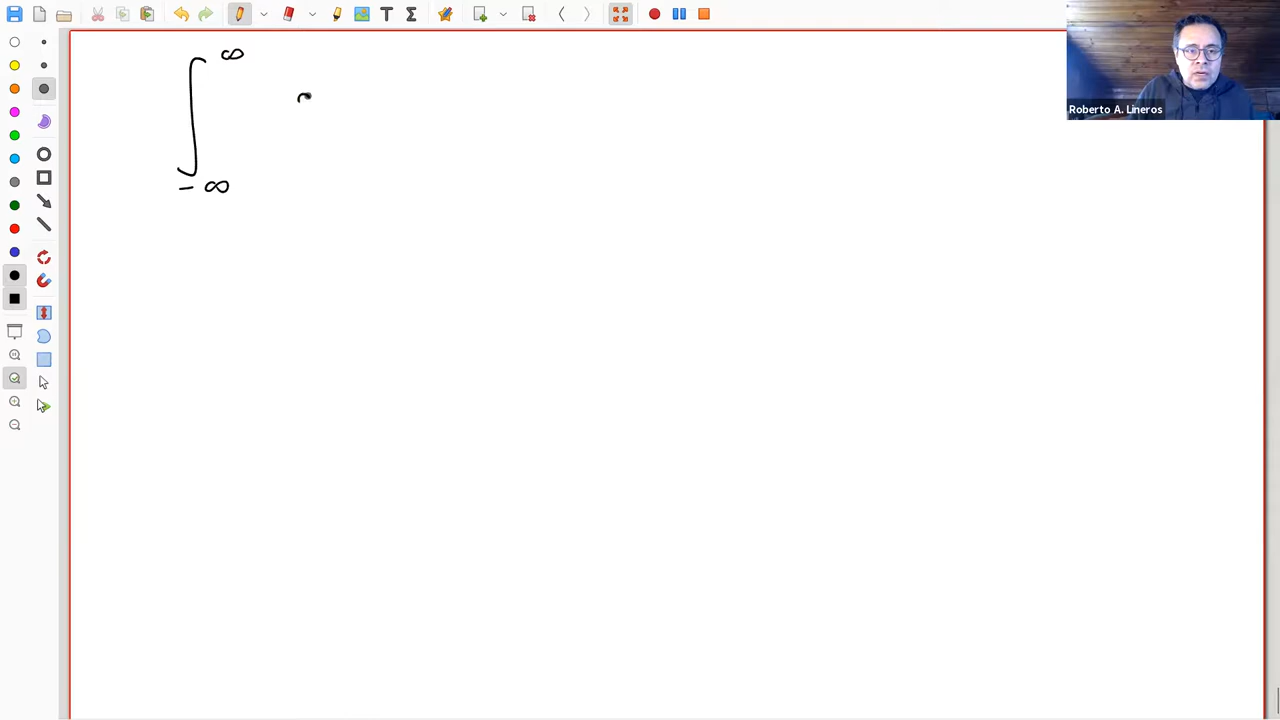 ∞
∫
- ∞
Roberto A. Lineros